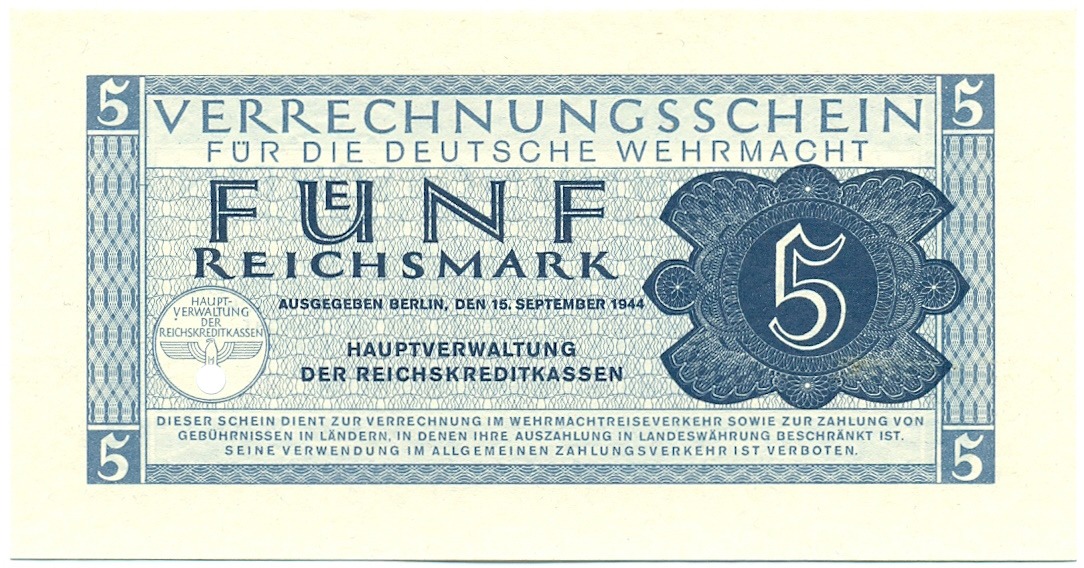 5 5
VERRECHNUNGSSCHEIN
FÜR DIE DEUTSCHE WEHRMACHT
FUENF
REICHSMARK
AUSGEGEBEN BERLIN, DEN 15. SEPTEMBER 1944
HAUPTVERWALTUNG
DER REICHSKREDITKASSEN
5
HAUPT-
VERWALTUNG
DER
REICHSKREDITKASSEN
DIESER SCHEIN DIENT ZUR VERRECHNUNG IM WEHRMACHTREISEVERKEHR SOWIE ZUR ZAHLUNG VON
GEBÜHRNISSEN IN LÄNDERN, IN DENEN IHRE AUSZAHLUNG IN LANDESWÄHRUNG BESCHRÄNKT IST.
SEINE VERWENDUNG IM ALLGEMEINEN ZAHLUNGSVERKEHR IST VERBOTEN.
5 5